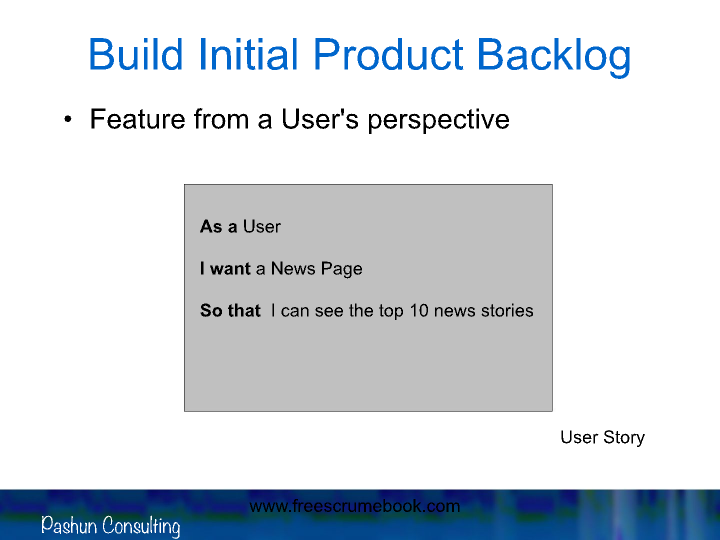 Build Initial Product Backlog
• Feature from a User's perspective
As a User
I want a News Page
So that I can see the top 10 news stories
User Story
www.freescrumebook.com
Pashun Consulting